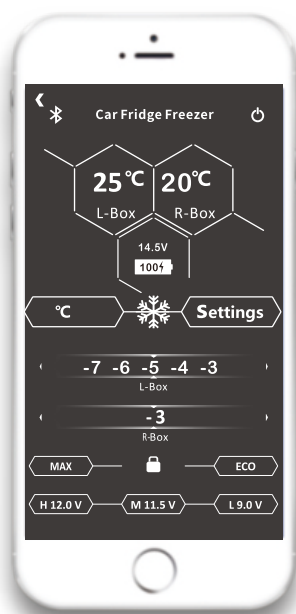 Car Fridge Freezer
25℃ 20℃
L-Box R-Box
14.5V
100
℃ Settings
-7 -6 -5 -4 -3
L-Box
-3
R-Box
MAX ECO
H 12.0 V M 11.5 V L 9.0 V